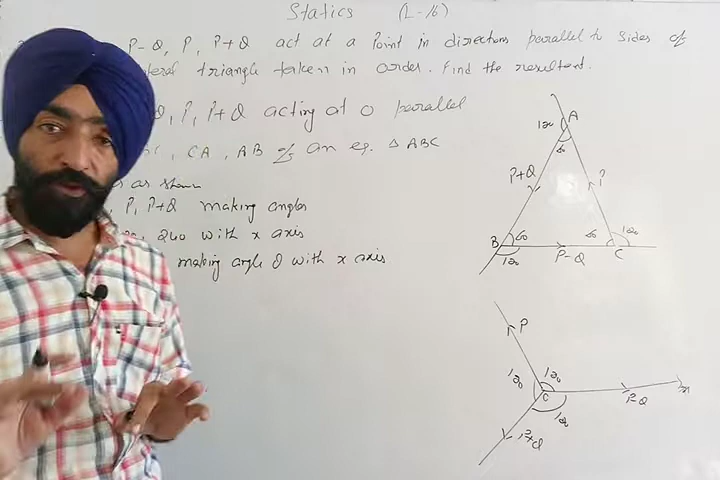 Statics (L-16)
P-Q, P, P+Q act at a point in directions parallel to sides of
triangle taken in order. Find the resultant.
Q, P, P+Q acting at O parallel
, CA, AB of an eq. Δ ABC
as shown
P, P+Q making angles
240 with x axis
making angle θ with x axis
A
120
60
P+Q
P
B
60
60
120
120
P-Q
C
P
120
120
C
P-Q
x
120
P+Q